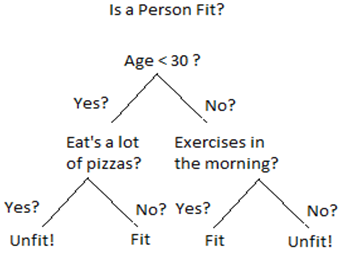 Is a Person Fit?
Age < 30 ?
Yes?
No?
Eat's a lot
of pizzas?
Exercises in
the morning?
Yes?
No?
Yes?
No?
Unfit!
Fit
Fit
Unfit!